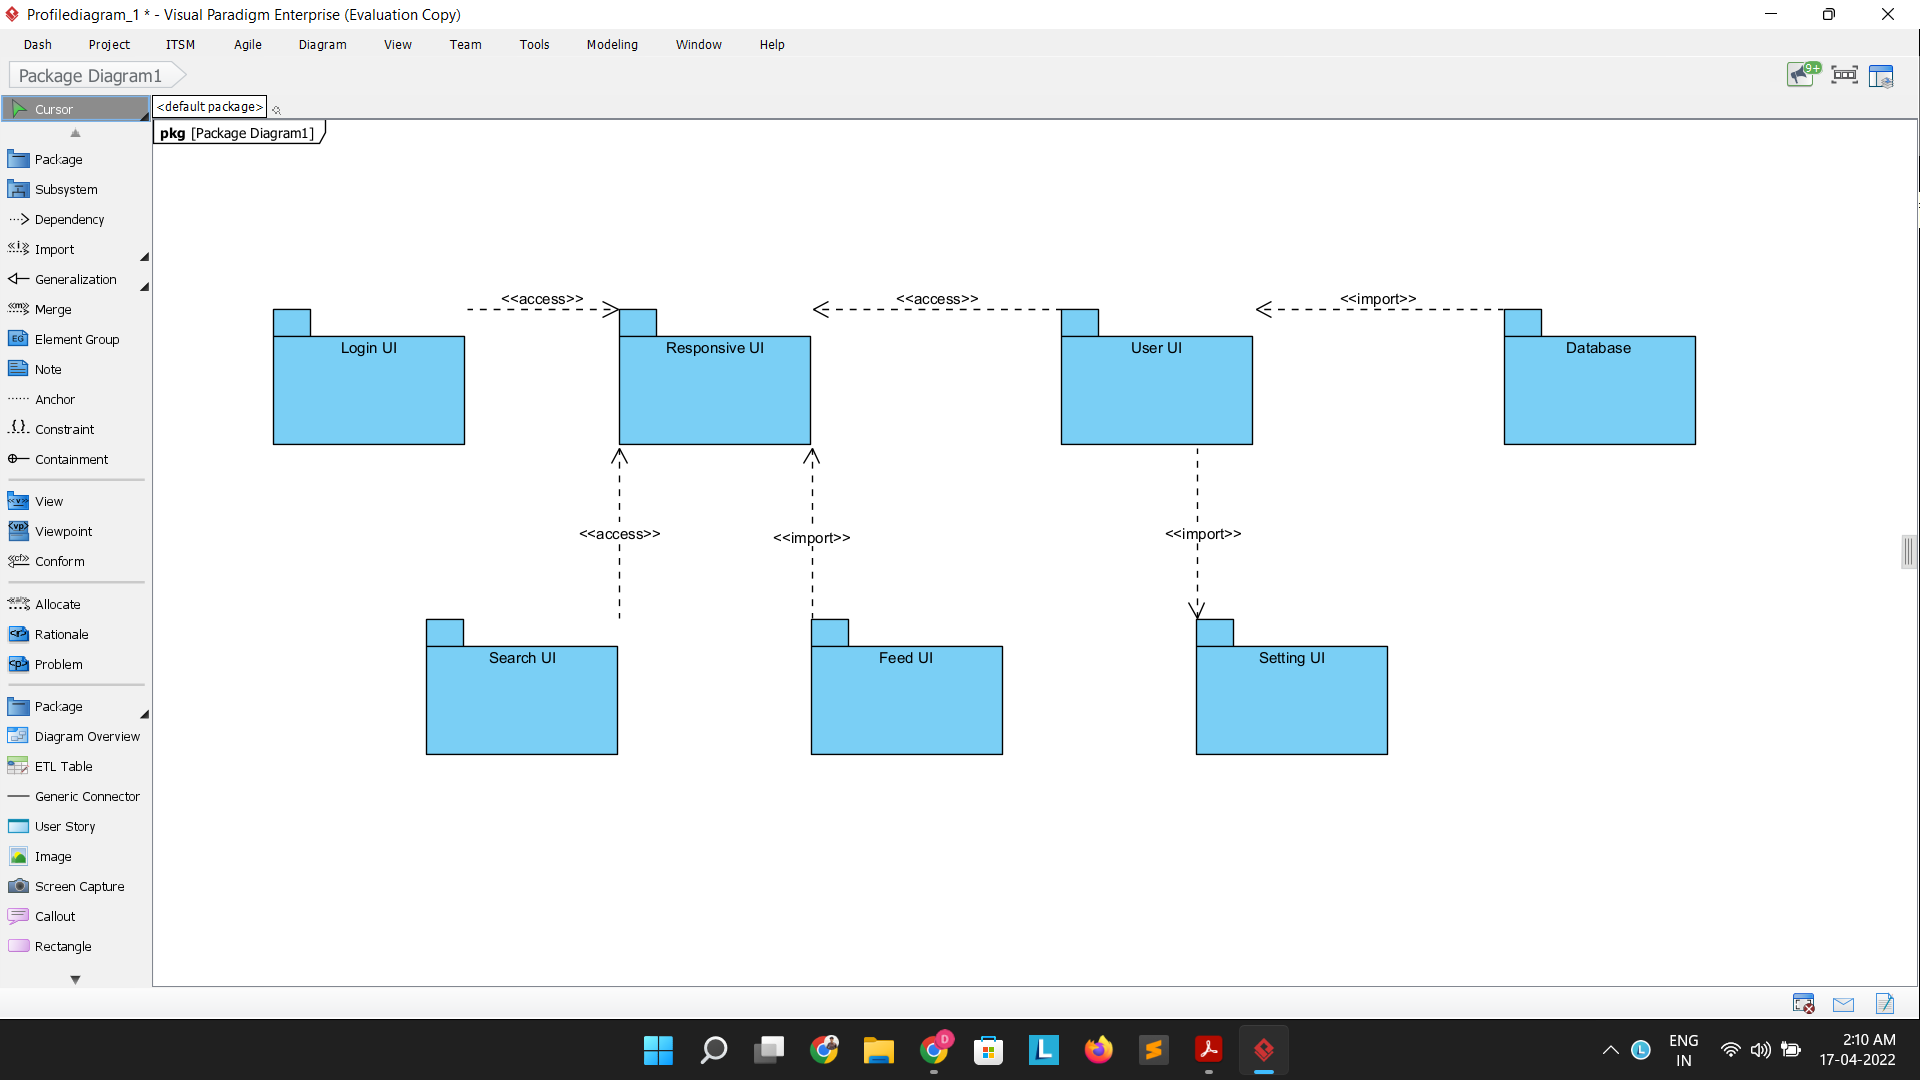 Profilediagram_1 * - Visual Paradigm Enterprise (Evaluation Copy)
Dash Project ITSM Agile Diagram View Team Tools Modeling Window Help
Package Diagram1
9+
Cursor
<default package>
pkg [Package Diagram1]
Package
Subsystem
Dependency
Import
Generalization
Merge
EG Element Group
Note
Anchor
Constraint
Containment
View
Viewpoint
Conform
Allocate
Rationale
Problem
Package
Diagram Overview
ETL Table
Generic Connector
User Story
Image
Screen Capture
Callout
Rectangle
<<access>> <<access>> <<import>>
Login UI Responsive UI User UI Database
<<access>> <<import>> <<import>>
Search UI Feed UI Setting UI
D
L
L
ENG
IN
2:10 AM
17-04-2022